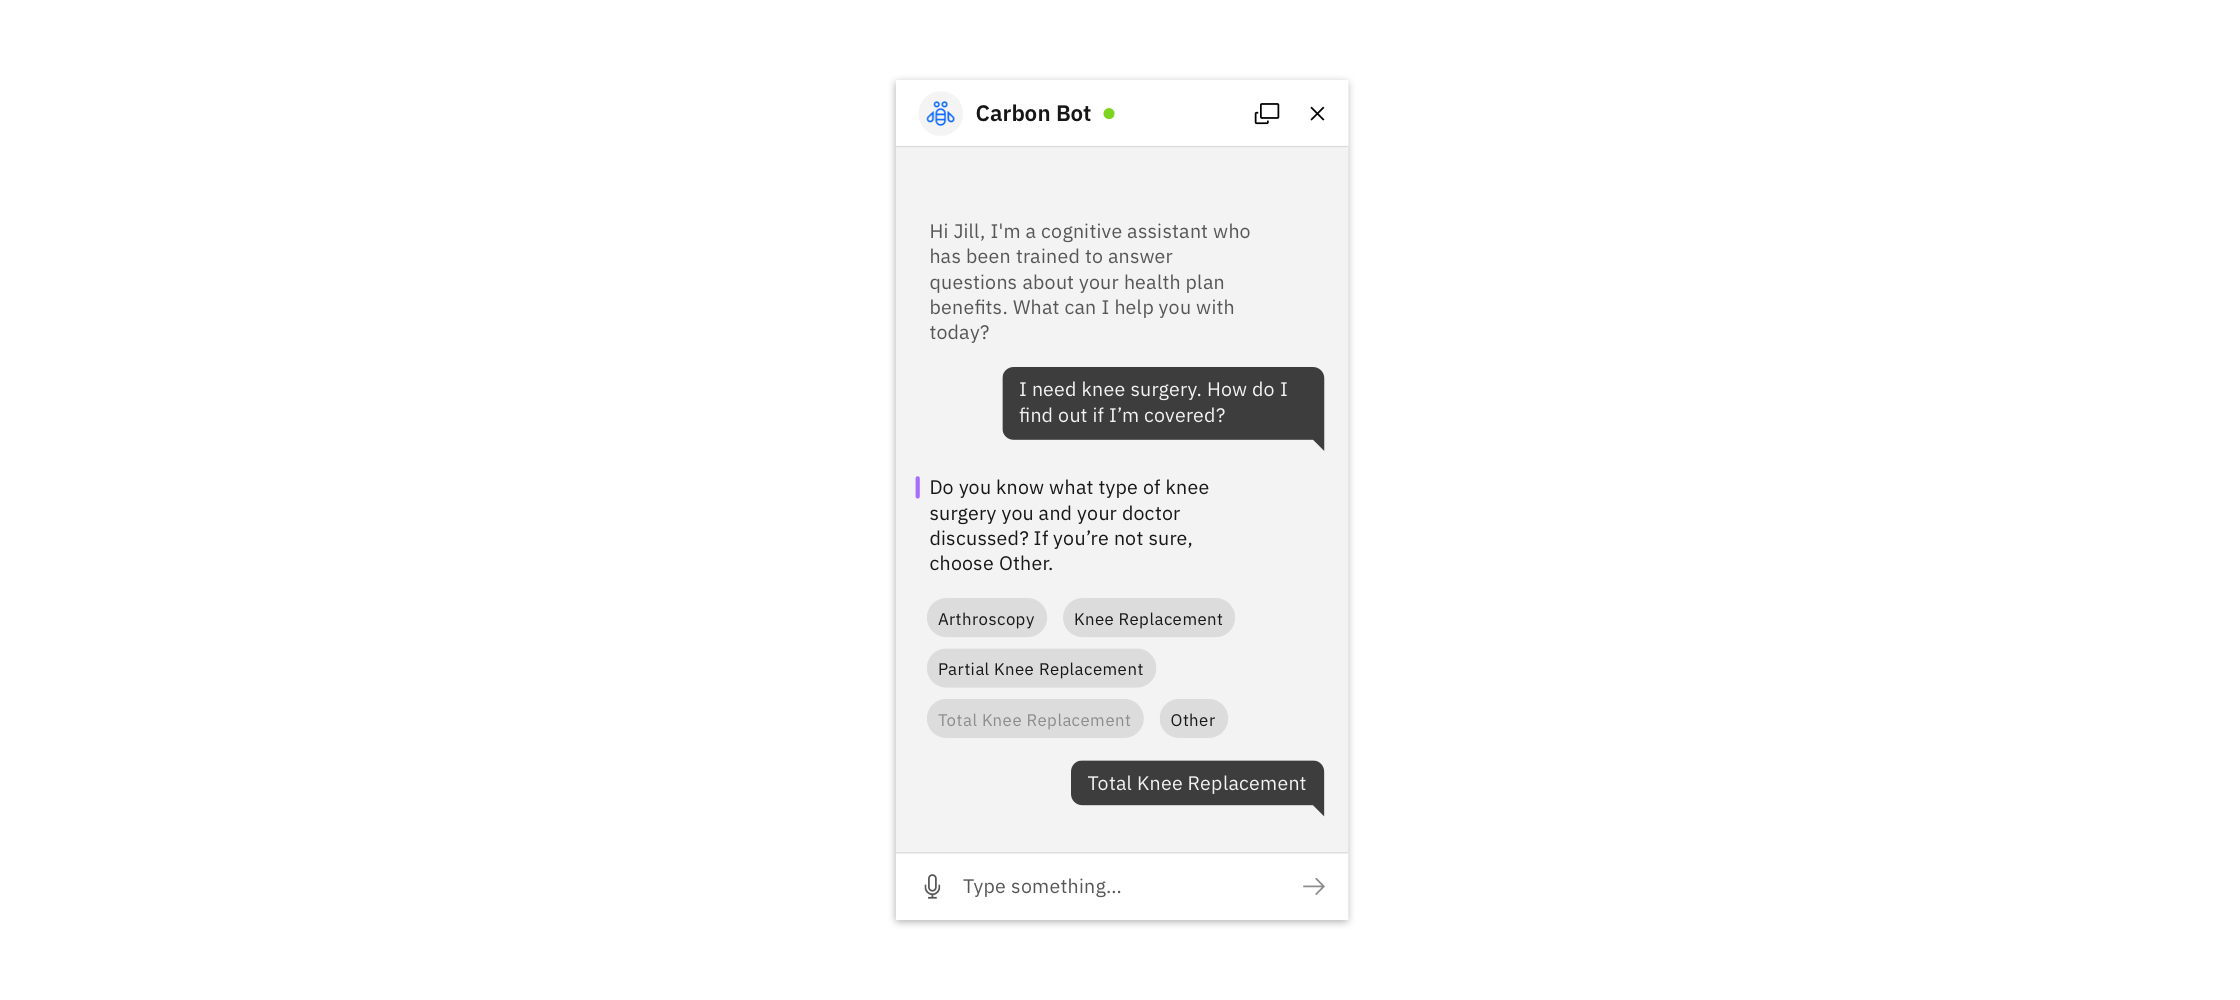 Carbon Bot
Hi Jill, I'm a cognitive assistant who
has been trained to answer
questions about your health plan
benefits. What can I help you with
today?
I need knee surgery. How do I
find out if I’m covered?
Do you know what type of knee
surgery you and your doctor
discussed? If you’re not sure,
choose Other.
Arthroscopy Knee Replacement
Partial Knee Replacement
Total Knee Replacement Other
Total Knee Replacement
Type something...